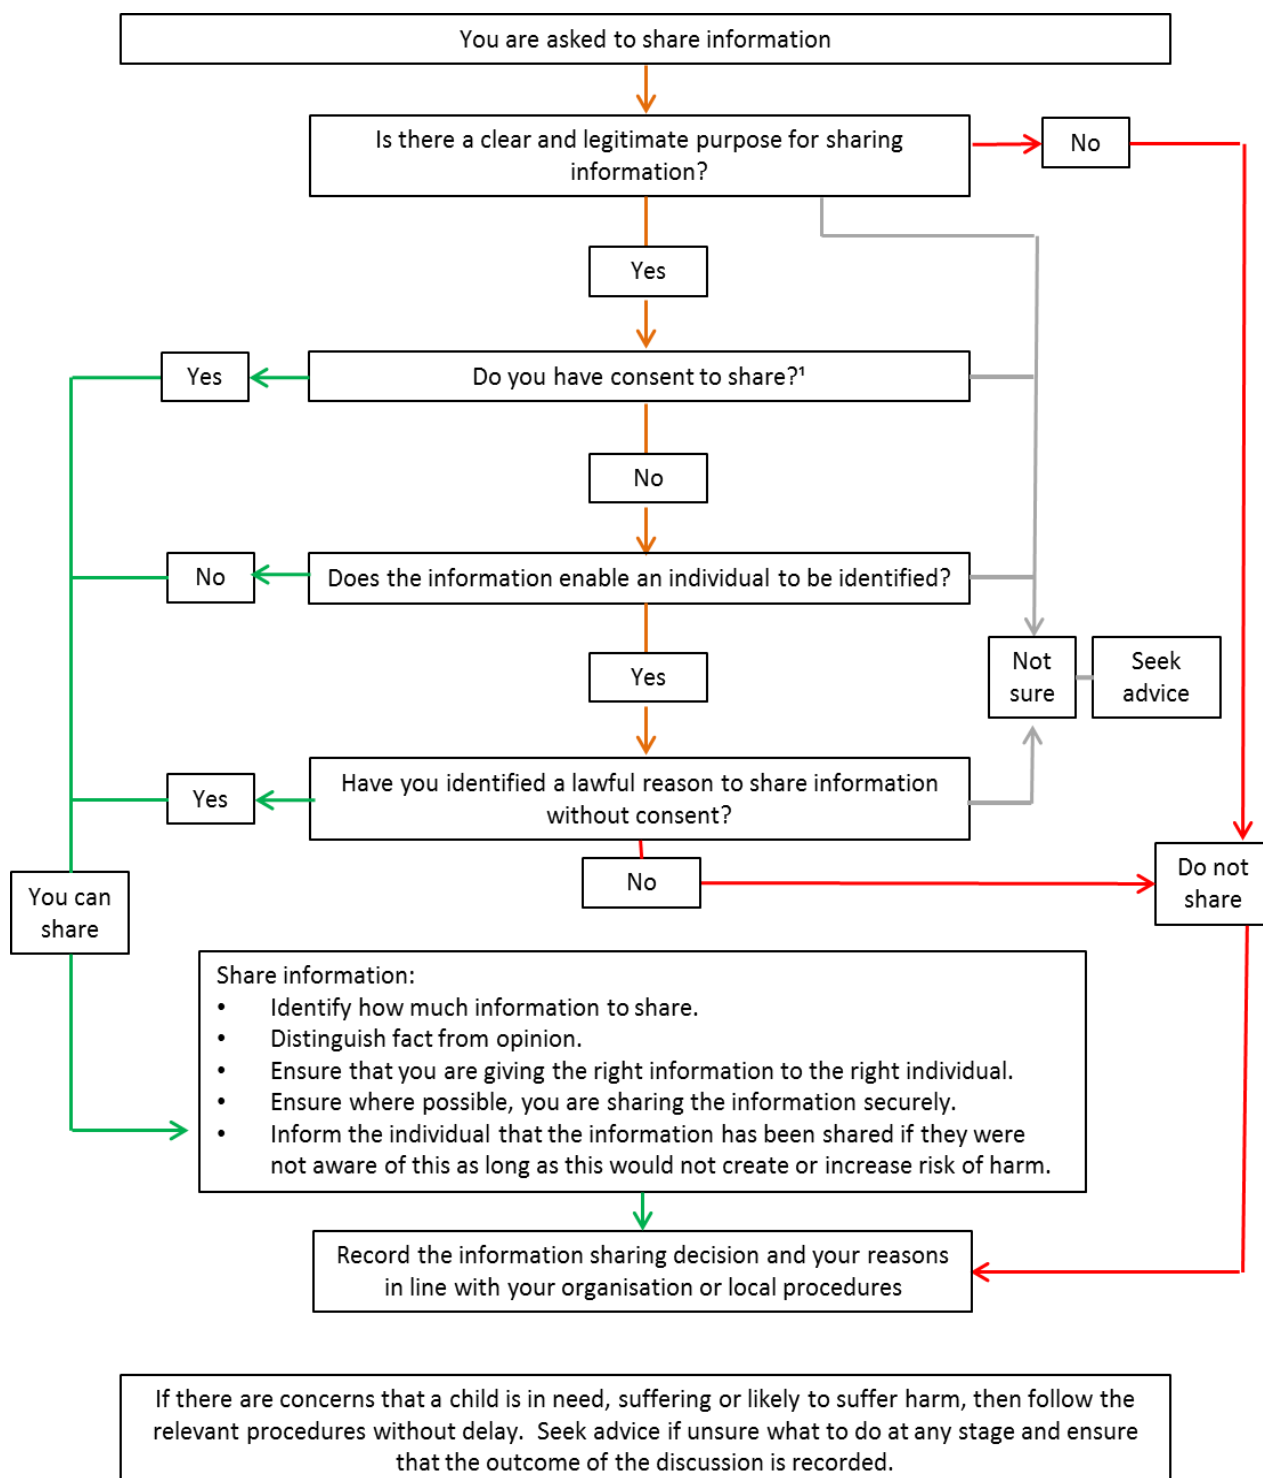 You are asked to share information
Is there a clear and legitimate purpose for sharing
information?
No
Yes
Do you have consent to share?¹
Yes
No
Does the information enable an individual to be identified?
No
Yes
Not
sure
Seek
advice
Have you identified a lawful reason to share information
without consent?
Yes
No
Do not
share
You can
share
Share information:
• Identify how much information to share.
• Distinguish fact from opinion.
• Ensure that you are giving the right information to the right individual.
• Ensure where possible, you are sharing the information securely.
• Inform the individual that the information has been shared if they were
not aware of this as long as this would not create or increase risk of harm.
Record the information sharing decision and your reasons
in line with your organisation or local procedures
If there are concerns that a child is in need, suffering or likely to suffer harm, then follow the
relevant procedures without delay. Seek advice if unsure what to do at any stage and ensure
that the outcome of the discussion is recorded.